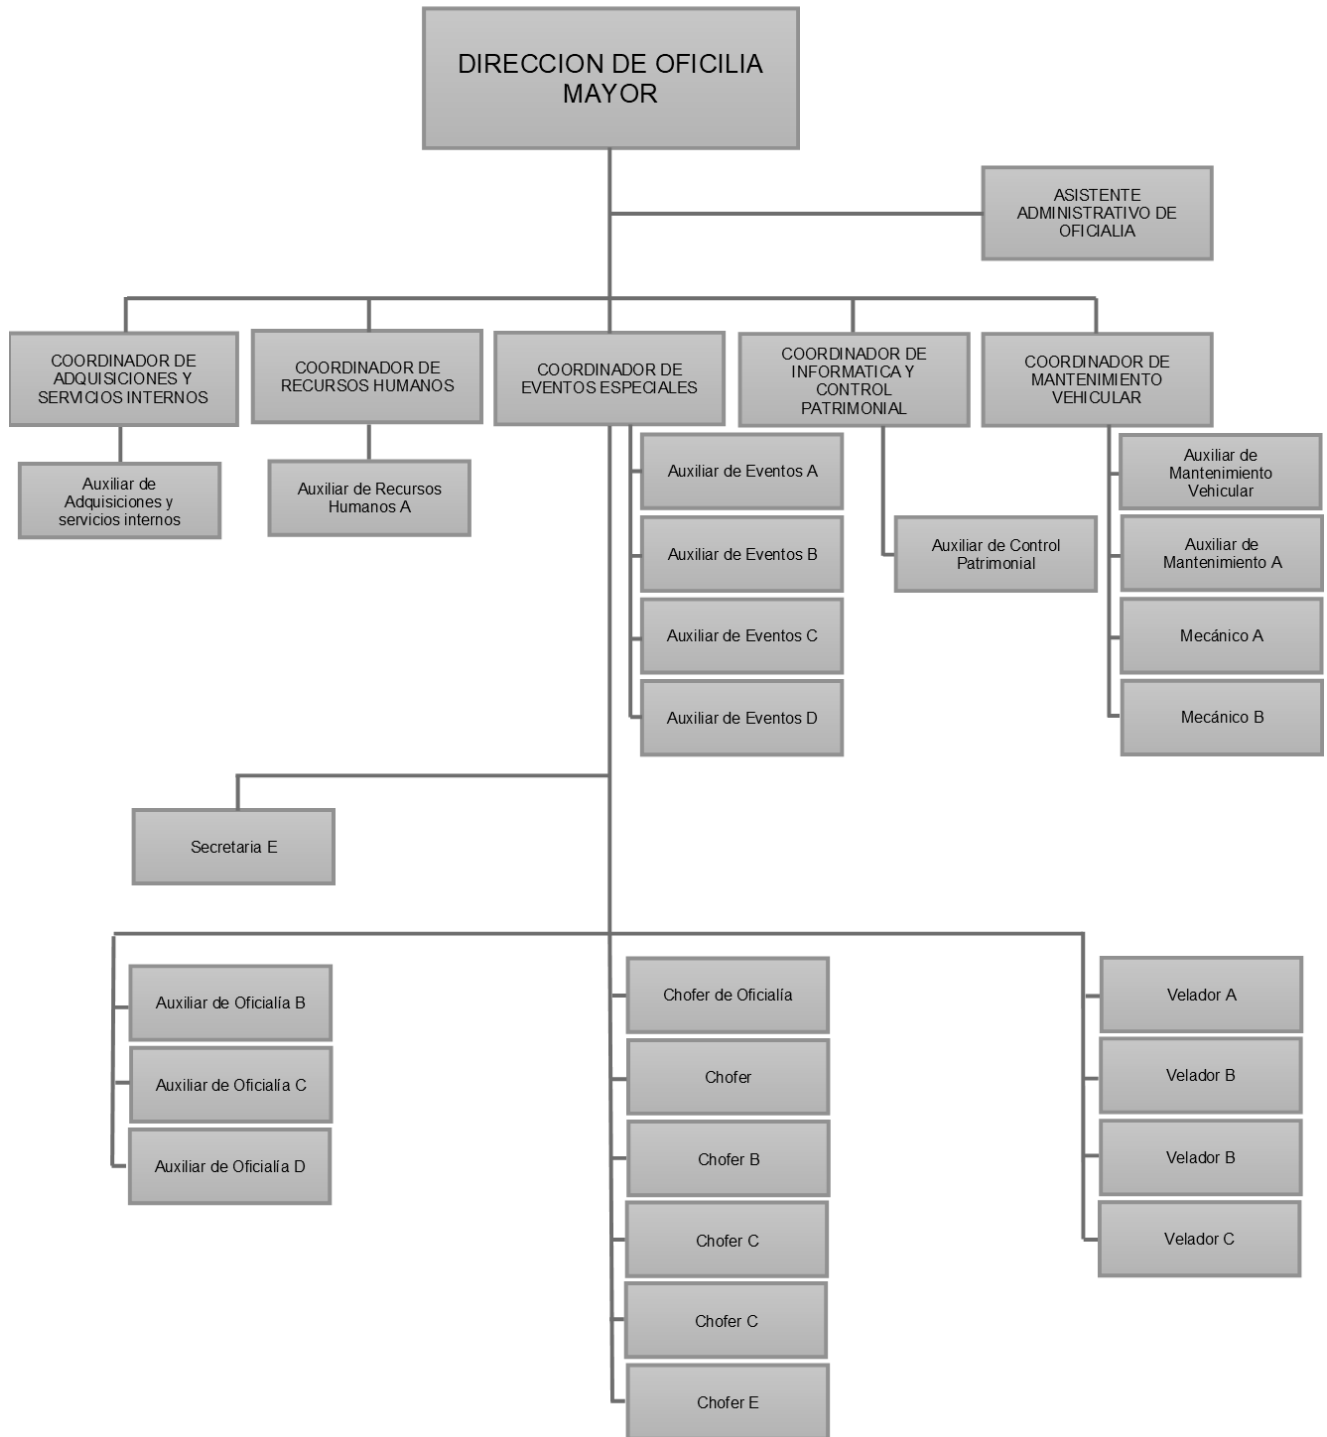 DIRECCION DE OFICILIA
MAYOR
ASISTENTE
ADMINISTRATIVO DE
OFICIALIA
COORDINADOR DE
ADQUISICIONES Y
SERVICIOS INTERNOS
COORDINADOR DE
RECURSOS HUMANOS
COORDINADOR DE
EVENTOS ESPECIALES
COORDINADOR DE
INFORMATICA Y
CONTROL
PATRIMONIAL
COORDINADOR DE
MANTENIMIENTO
VEHICULAR
Auxiliar de
Adquisiciones y
servicios internos
Auxiliar de Recursos
Humanos A
Auxiliar de Eventos A
Auxiliar de Eventos B
Auxiliar de Eventos C
Auxiliar de Eventos D
Auxiliar de Control
Patrimonial
Auxiliar de
Mantenimiento
Vehicular
Auxiliar de
Mantenimiento A
Mecánico A
Mecánico B
Secretaria E
Auxiliar de Oficialía B
Auxiliar de Oficialía C
Auxiliar de Oficialía D
Chofer de Oficialía
Chofer
Chofer B
Chofer C
Chofer C
Chofer E
Velador A
Velador B
Velador B
Velador C